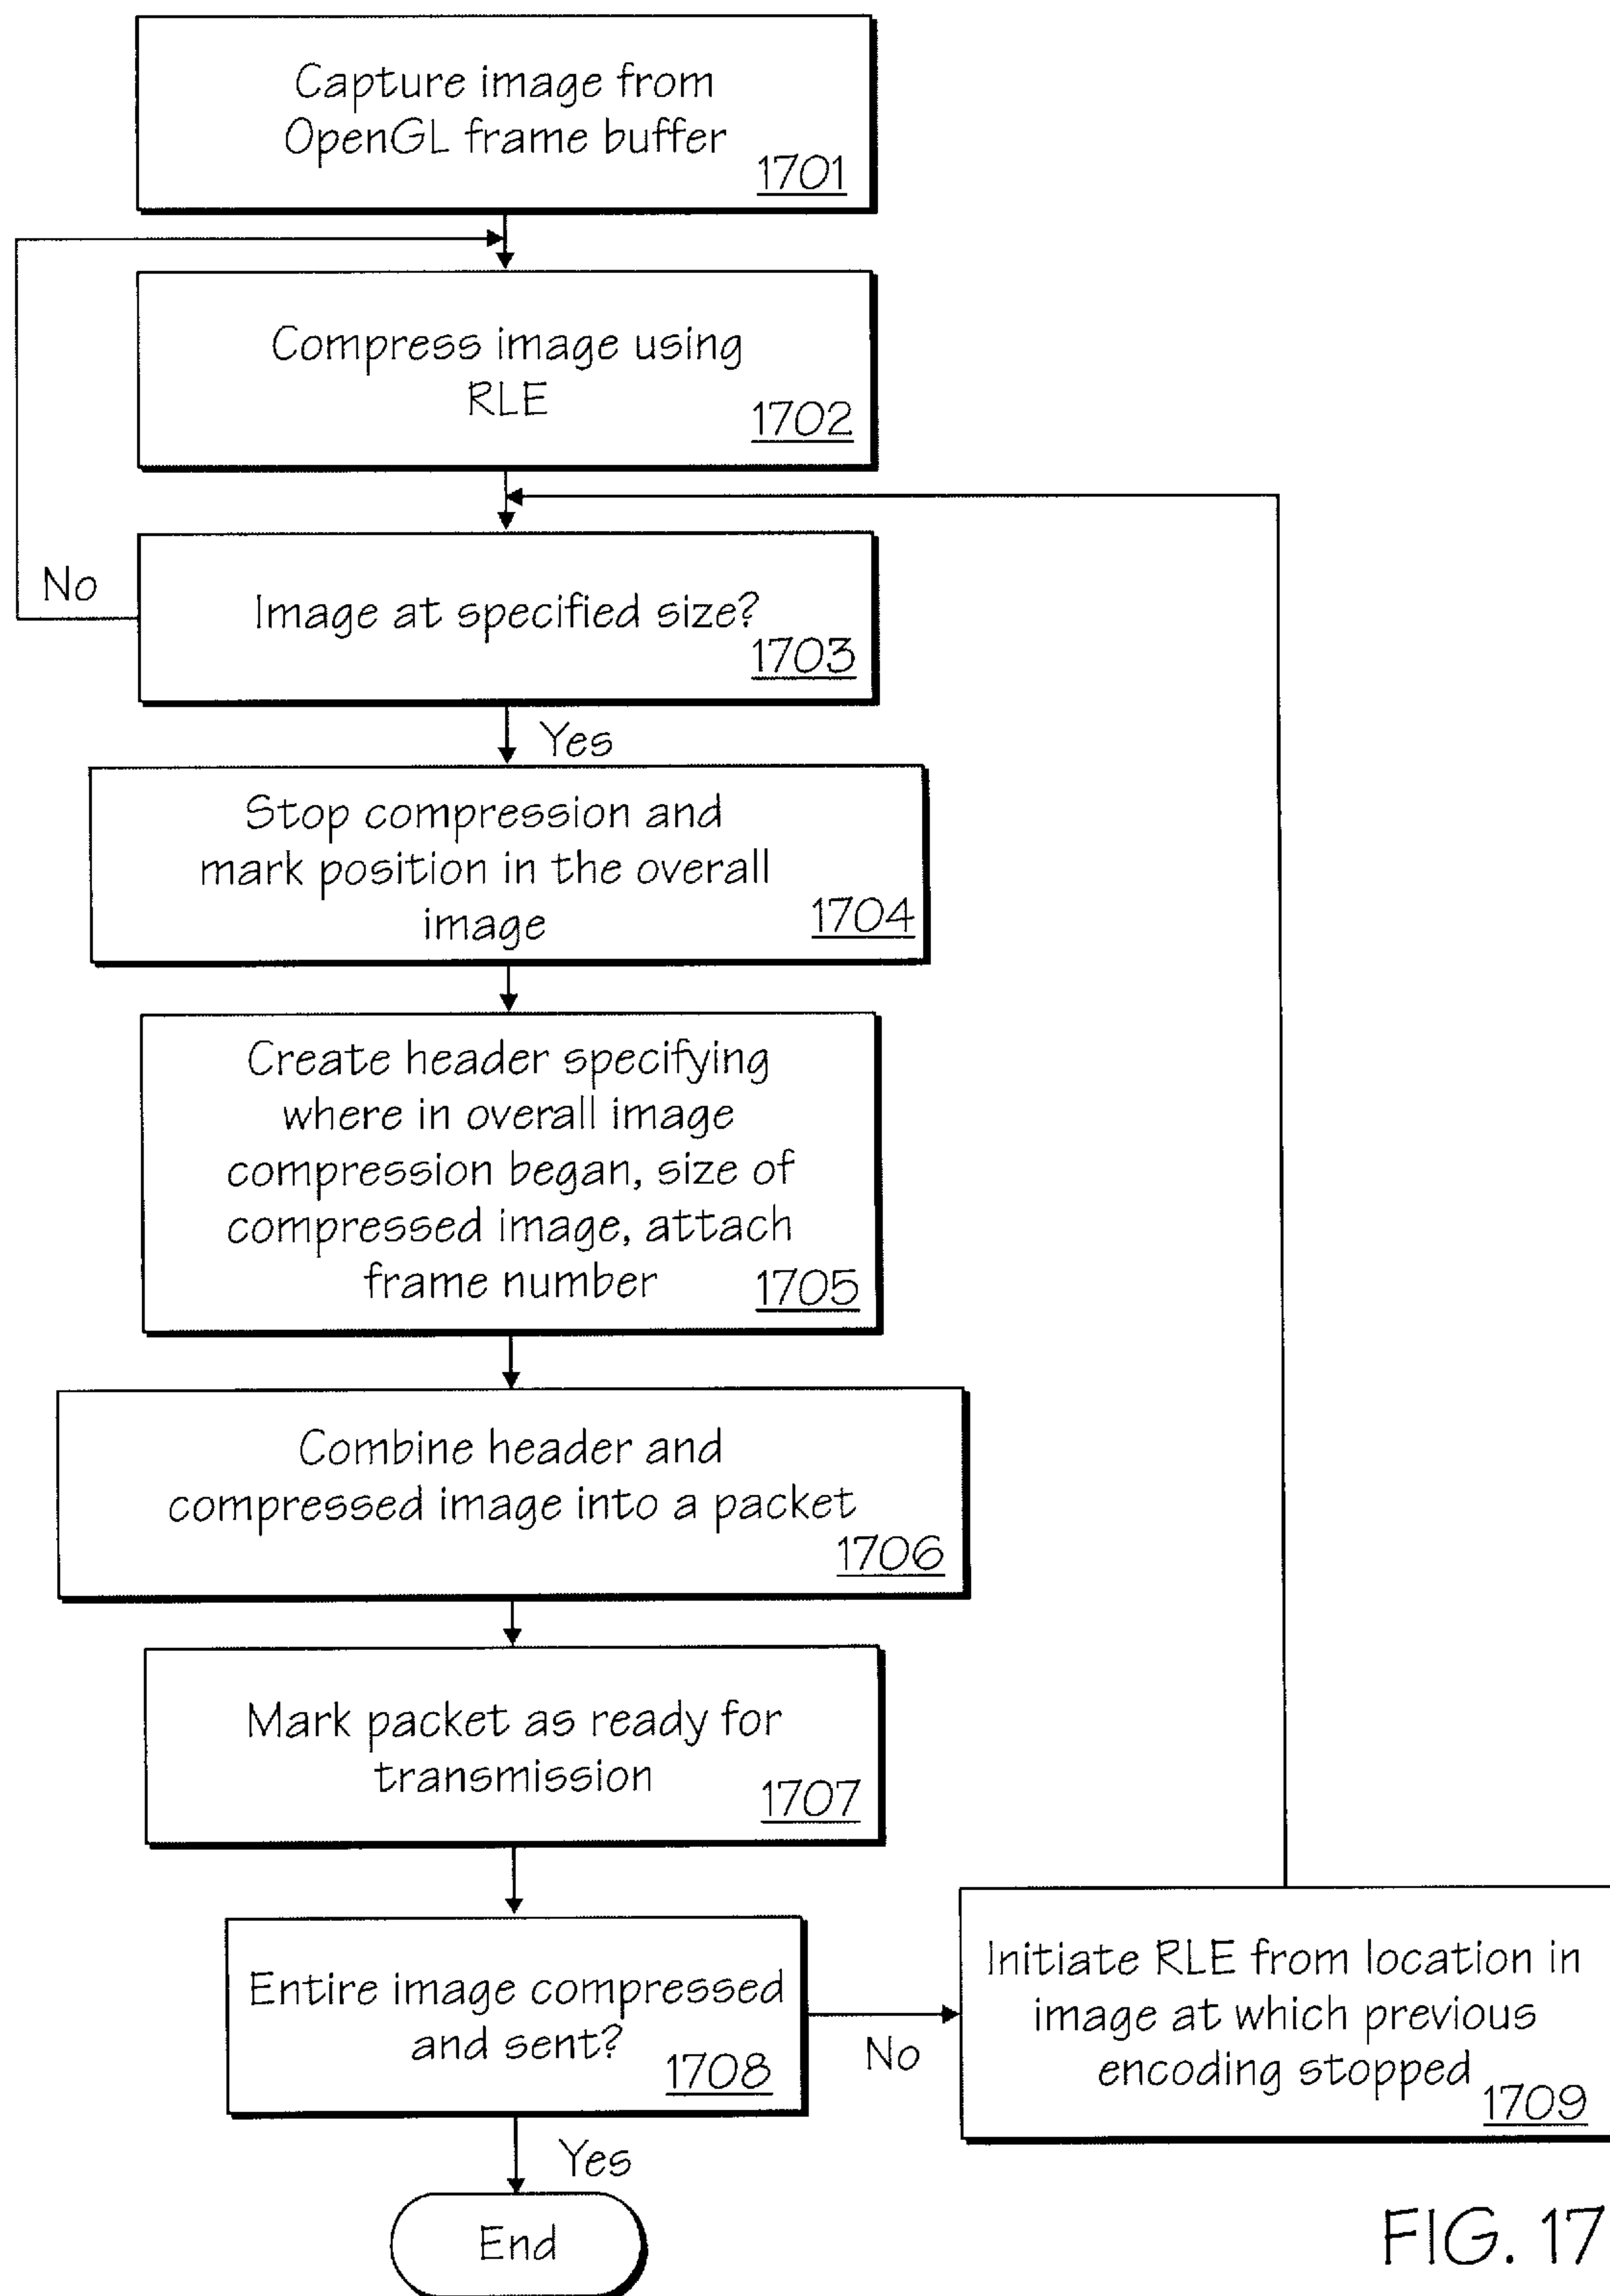 Capture image from
OpenGL frame buffer
1701
Compress image using
RLE
1702
No
Image at specified size?
1703
Yes
Stop compression and
mark position in the overall
image
1704
Create header specifying
where in overall image
compression began, size of
compressed image, attach
frame number
1705
Combine header and
compressed image into a packet
1706
Mark packet as ready for
transmission
1707
Entire image compressed
and sent?
1708
No
Initiate RLE from location in
image at which previous
encoding stopped
1709
Yes
End
FIG. 17